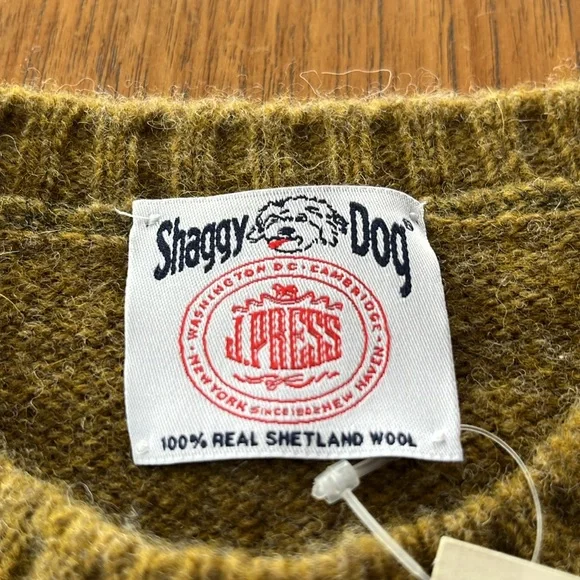 Shaggy Dog®
WASHINGTON D.C. · CAMBRIDGE
J.PRESS
NEW YORK SINCE 1902 NEW HAVEN
100% REAL SHETLAND WOOL